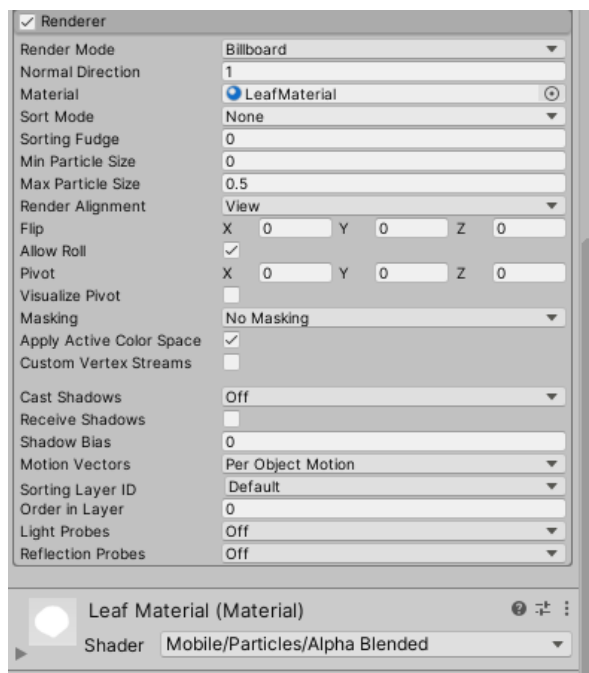 Renderer
Render Mode Billboard
Normal Direction 1
Material LeafMaterial
Sort Mode None
Sorting Fudge 0
Min Particle Size 0
Max Particle Size 0.5
Render Alignment View
Flip X 0 Y 0 Z 0
Allow Roll
Pivot X 0 Y 0 Z 0
Visualize Pivot
Masking No Masking
Apply Active Color Space
Custom Vertex Streams
Cast Shadows Off
Receive Shadows
Shadow Bias 0
Motion Vectors Per Object Motion
Sorting Layer ID Default
Order in Layer 0
Light Probes Off
Reflection Probes Off
Leaf Material (Material)
Shader Mobile/Particles/Alpha Blended